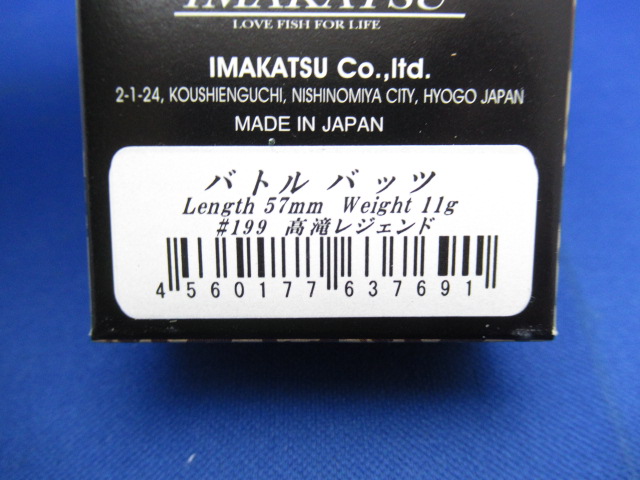 IMAKATSU
LOVE FISH FOR LIFE
IMAKATSU Co.,ltd.
2-1-24, KOUSHIENGUCHI, NISHINOMIYA CITY, HYOGO JAPAN
MADE IN JAPAN
バトル バッツ
Length 57mm Weight 11g
#199 高滝レジェンド
4 560177 637691